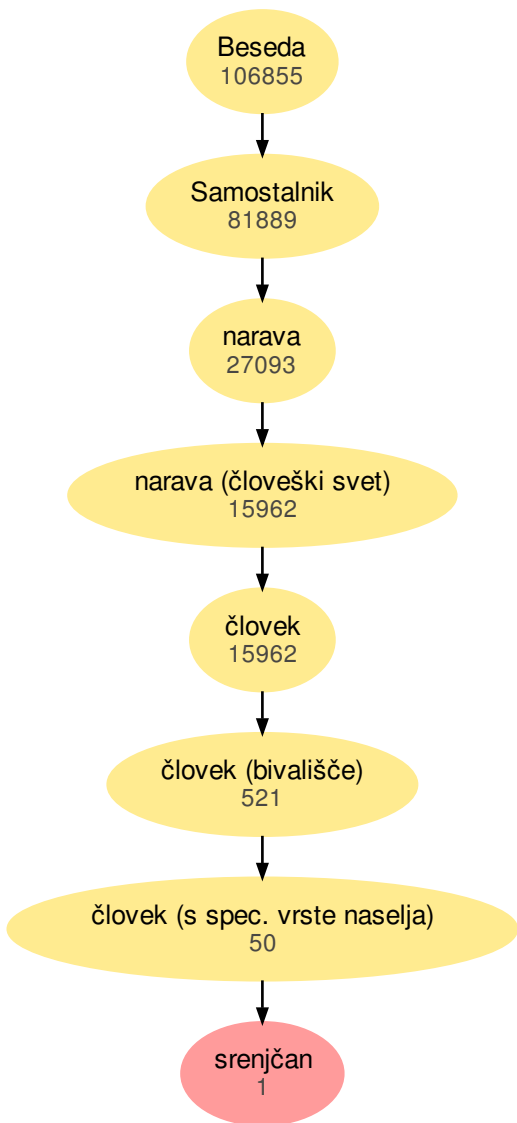 Beseda
106855
Samostalnik
81889
narava
27093
narava (človeški svet)
15962
človek
15962
človek (bivališče)
521
človek (s spec. vrste naselja)
50
srenjčan
1